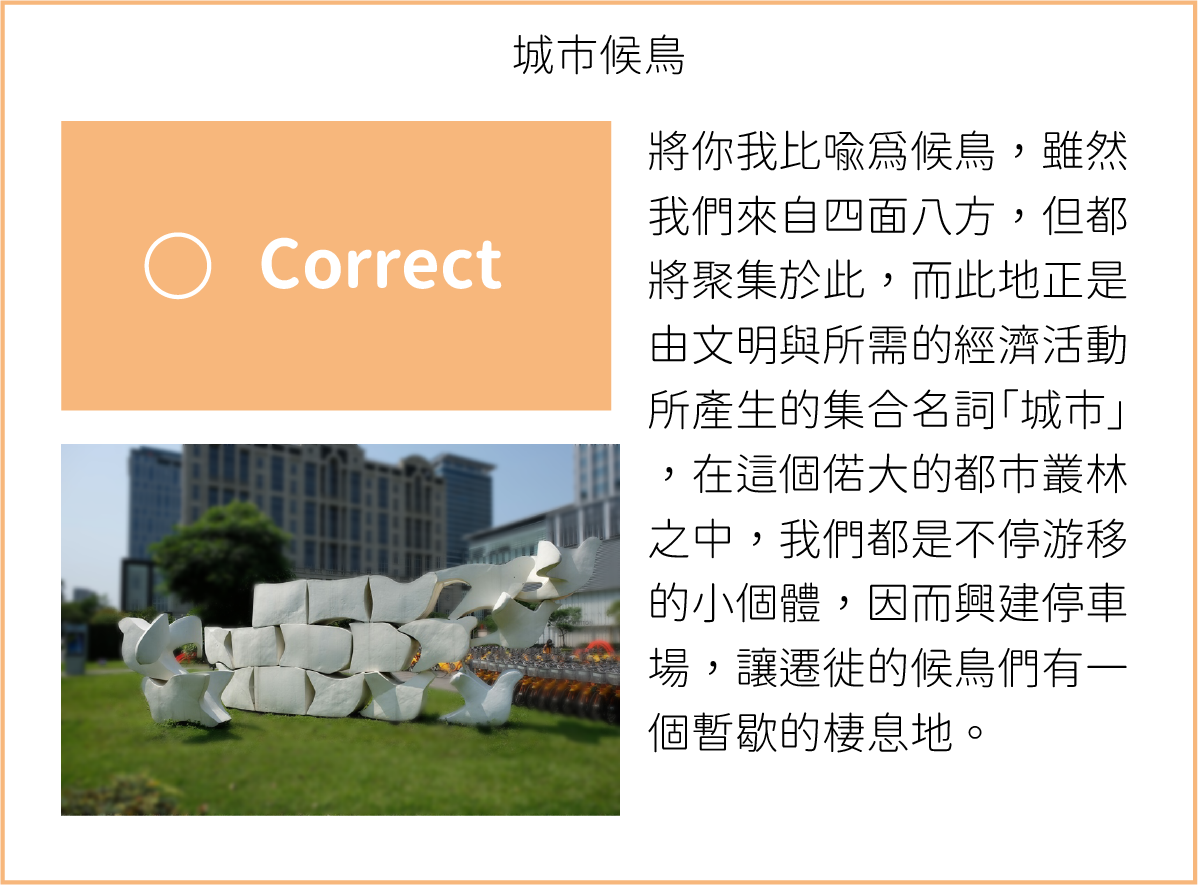 城市候鳥
Correct
將你我比喩爲候鳥，雖然
我們來自四面八方，但都
將聚集於此，而此地正是
由文明與所需的經濟活動
所產生的集合名詞「城市」
，在這個偌大的都市叢林
之中，我們都是不停游移
的小個體，因而興建停車
場，讓遷徙的候鳥們有一
個暫歇的棲息地。